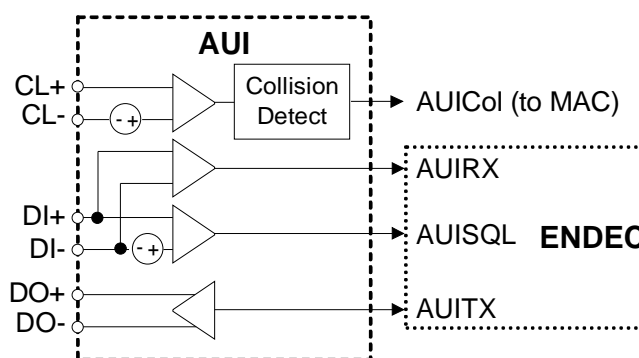 AUI
CL+
CL-
- +
Collision
Detect
AUICol (to MAC)
AUIRX
DI+
DI-
- +
AUISQL
ENDEC
DO+
DO-
AUITX